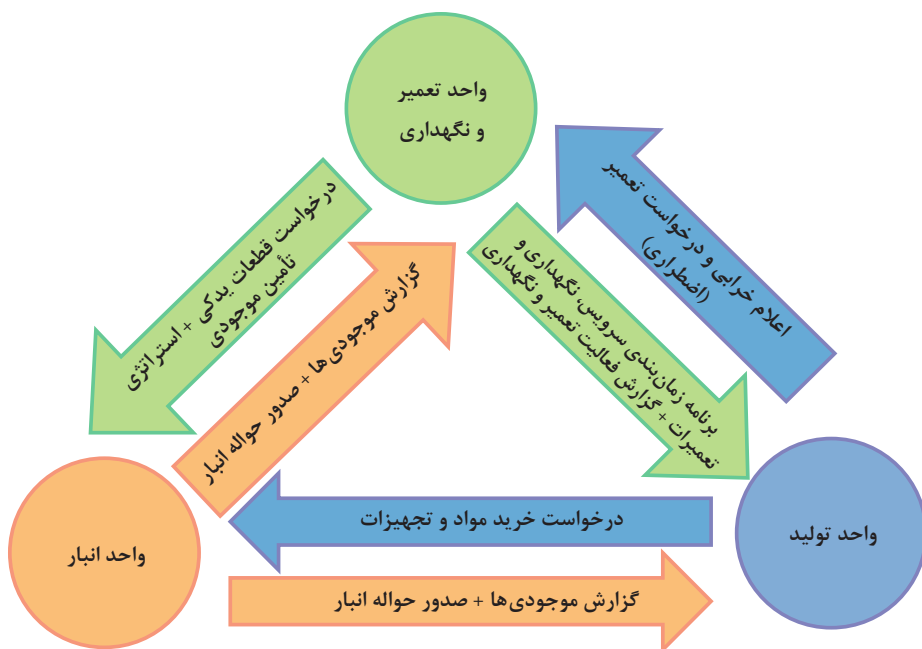 واحد تعمیر
و نگهداری
اعلام خرابی و درخواست تعمیر
(اضطراری)
درخواست قطعات یدکی + استراتژی
تأمین موجودی
گزارش موجودی‌ها + صدور حواله انبار
برنامه زمان‌بندی سرویس، نگهداری و
تعمیرات + گزارش فعالیت تعمیر و نگهداری
درخواست خرید مواد و تجهیزات
واحد تولید
واحد انبار
گزارش موجودی‌ها + صدور حواله انبار